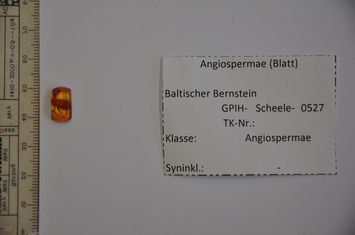 Angiospermae (Blatt)
Baltischer Bernstein
GPIH- Scheele- 0527
TK-Nr.:
Klasse: Angiospermae
Syninkl.: -